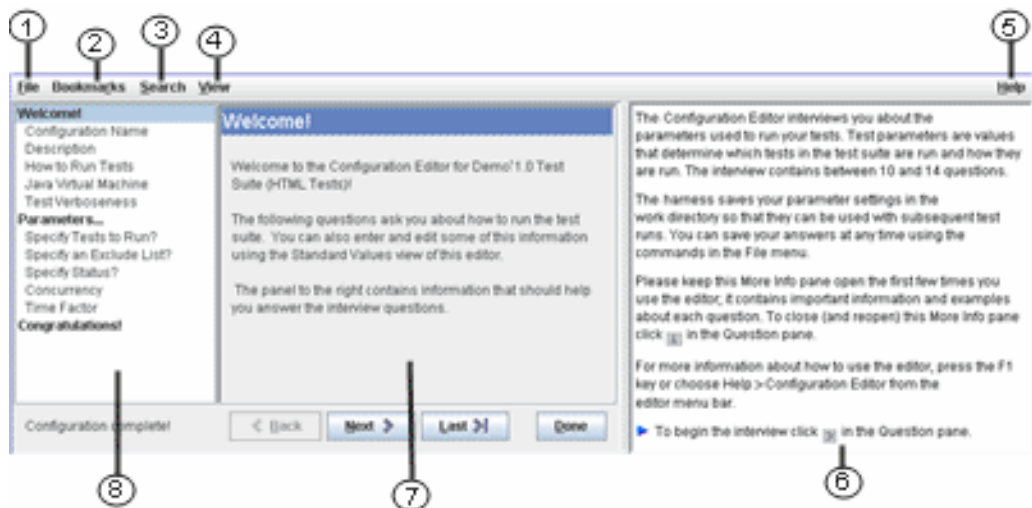 1
2
3
4
5
File Bookmarks Search View Help
Welcome!
Configuration Name
Description
How to Run Tests
Java Virtual Machine
Test Verboseness
Parameters...
Specify Tests to Run?
Specify an Exclude List?
Specify Status?
Concurrency
Time Factor
Congratulations!
Welcome!
Welcome to the Configuration Editor for Demo 1.0 Test
Suite (HTML Tests)!
The following questions ask you about how to run the test
suite. You can also enter and edit some of this information
using the Standard Values view of this editor.
The panel to the right contains information that should help
you answer the interview questions.
The Configuration Editor interviews you about the
parameters used to run your tests. Test parameters are values
that determine which tests in the test suite are run and how they
are run. The interview contains between 10 and 14 questions.
The harness saves your parameter settings in the
work directory so that they can be used with subsequent test
runs. You can save your answers at any time using the
commands in the File menu.
Please keep this More Info pane open the first few times you
use the editor; it contains important information and examples
about each question. To close (and reopen) this More Info pane
click in the Question pane.
For more information about how to use the editor, press the F1
key or choose Help > Configuration Editor from the
editor menu bar.
To begin the interview click in the Question pane.
Configuration complete!
Back Next Last Done
8
7
6